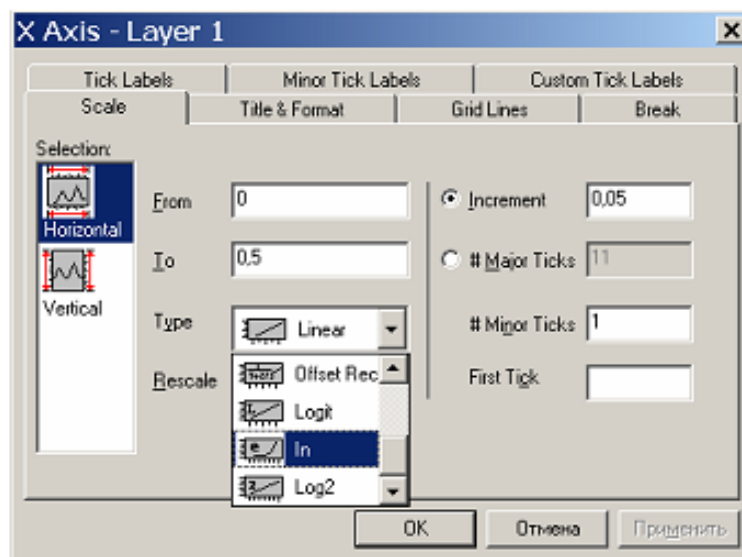 X Axis - Layer 1
Tick Labels Minor Tick Labels Custom Tick Labels
Scale Title & Format Grid Lines Break
Selection:
Horizontal
Vertical
From 0
To 0,5
Type Linear
Rescale
Offset Rec
Logit
ln
Log2
Increment 0,05
# Major Ticks 11
# Minor Ticks 1
First Tick
OK Отмена Применить